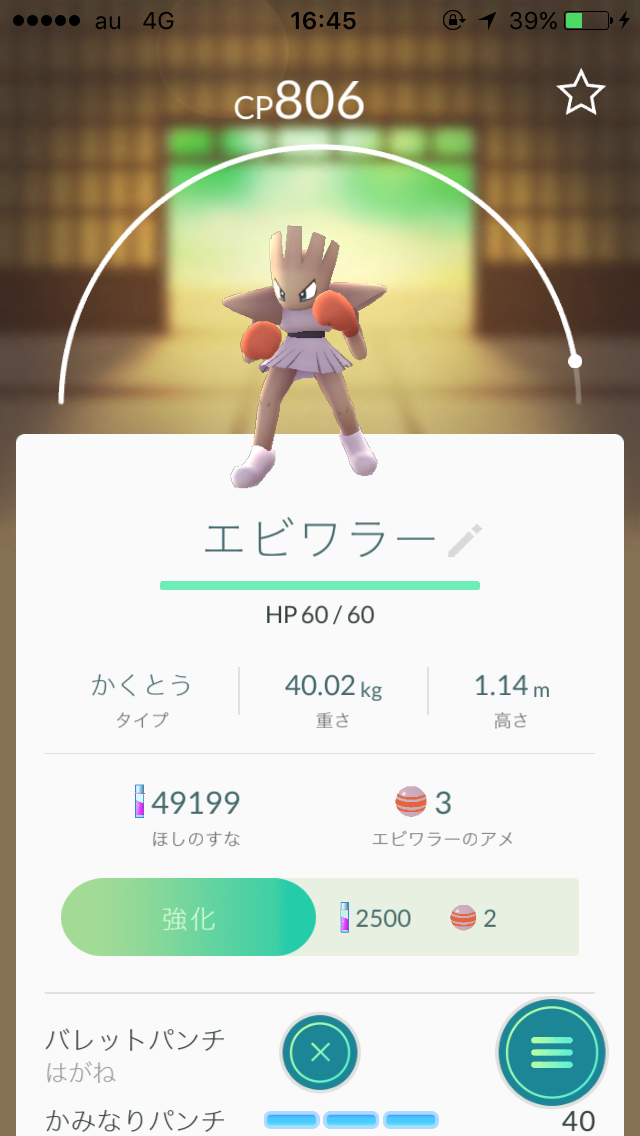 au 4G 16:45 39%
CP806
エビワラー
HP 60 / 60
かくとう 40.02 kg 1.14 m
タイプ 重さ 高さ
49199 3
ほしのすな エビワラーのアメ
強化 2500 2
バレットパンチ
はがね
かみなりパンチ 40